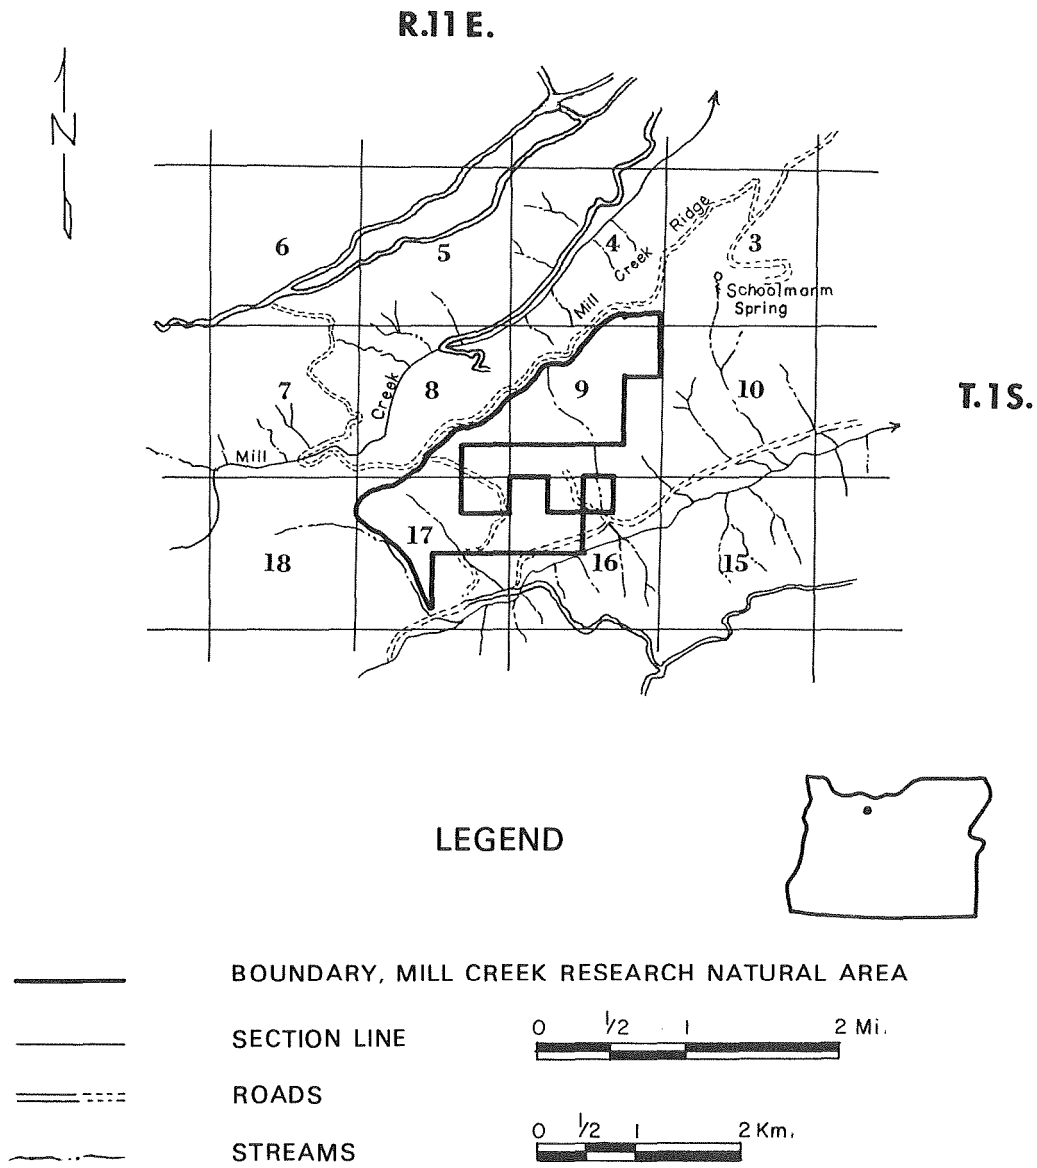 R.11E.
N
6
5
4
Creek
Ridge
3
Mill
Schoolmarm
Spring
7
Creek
8
9
10
T.1S.
Mill
17
18
16
15
LEGEND
BOUNDARY, MILL CREEK RESEARCH NATURAL AREA
SECTION LINE
0 1/2 1 2 Mi.
ROADS
STREAMS
0 1/2 1 2 Km.